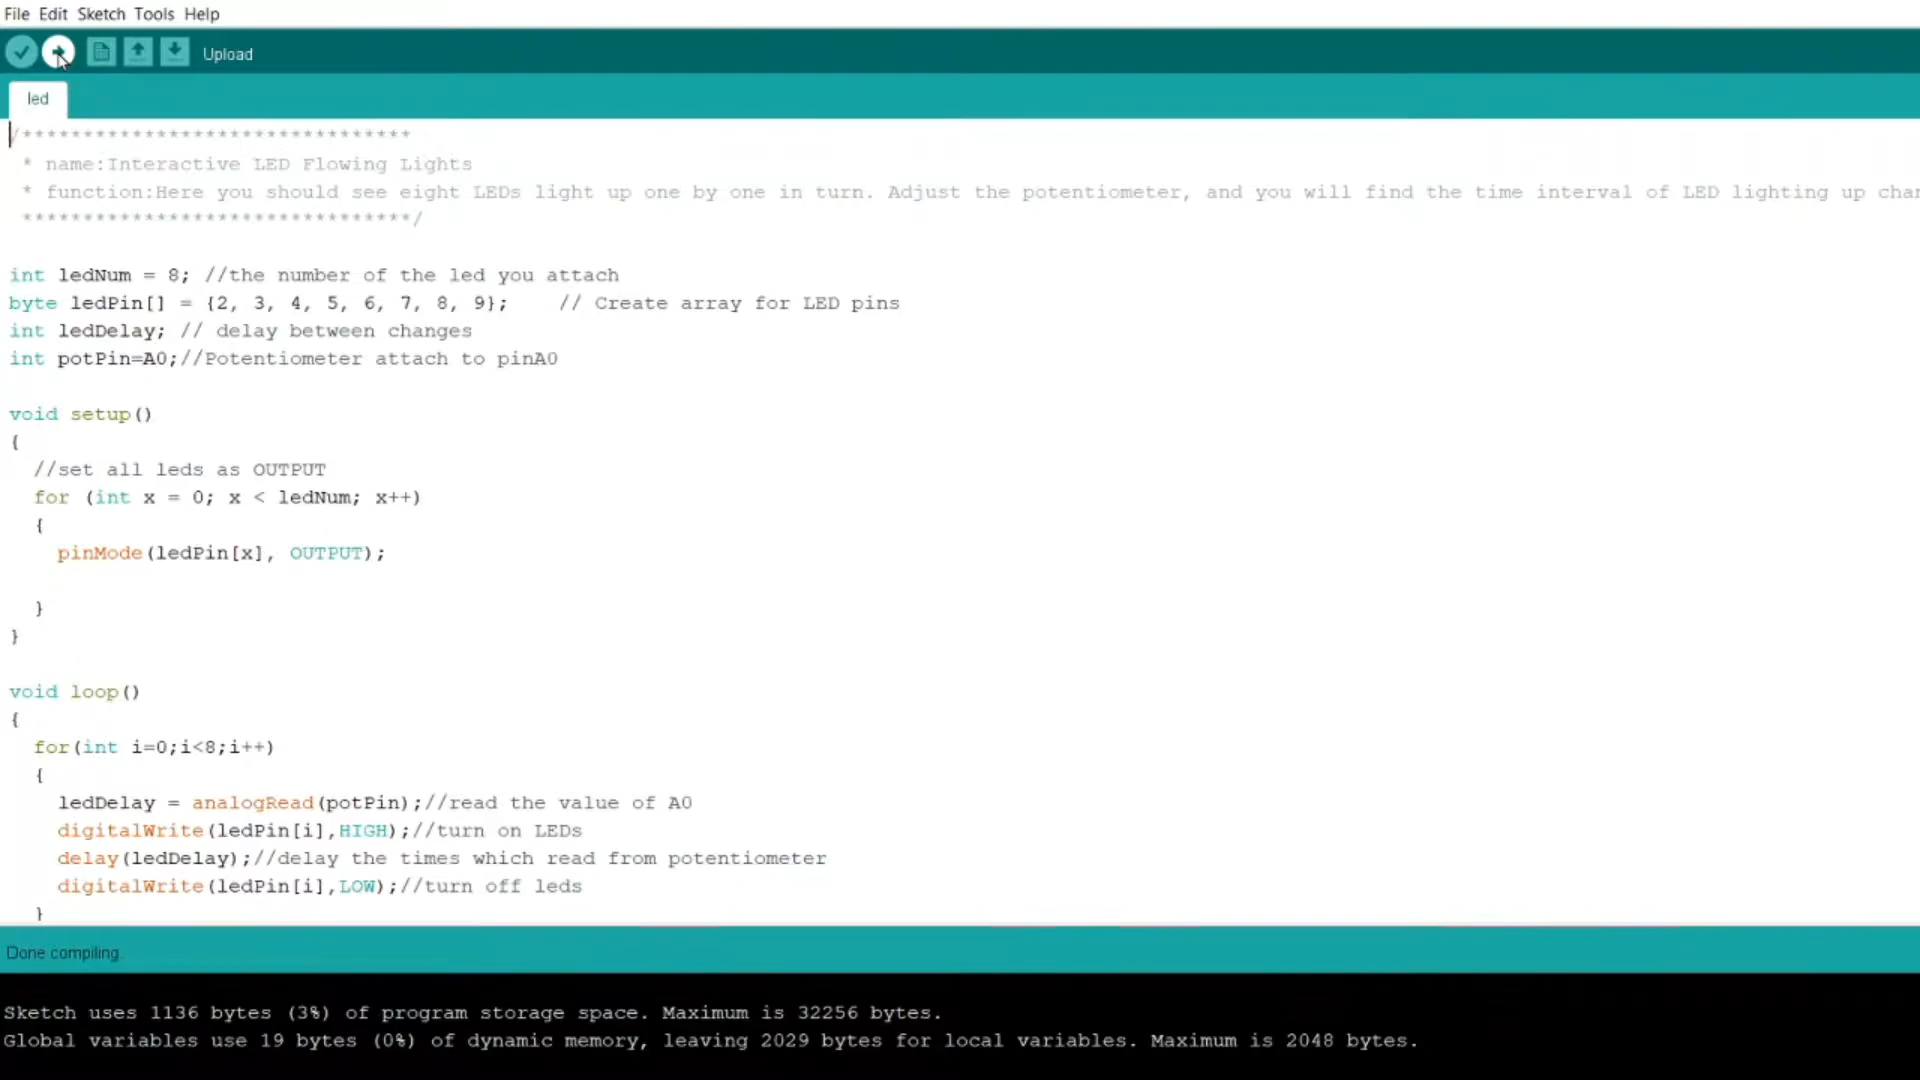 File Edit Sketch Tools Help
Upload
led
/********************************
 * name:Interactive LED Flowing Lights
 * function:Here you should see eight LEDs light up one by one in turn. Adjust the potentiometer, and you will find the time interval of LED lighting up
 ********************************/
int ledNum = 8; //the number of the led you attach
byte ledPin[] = {2, 3, 4, 5, 6, 7, 8, 9};    // Create array for LED pins
int ledDelay; // delay between changes
int potPin=A0;//Potentiometer attach to pinA0
void setup()
{
  //set all leds as OUTPUT
  for (int x = 0; x < ledNum; x++)
  {
    pinMode(ledPin[x], OUTPUT);
  }
}
void loop()
{
  for(int i=0;i<8;i++)
  {
    ledDelay = analogRead(potPin);//read the value of A0
    digitalWrite(ledPin[i],HIGH);//turn on LEDs
    delay(ledDelay);//delay the times which read from potentiometer
    digitalWrite(ledPin[i],LOW);//turn off leds
  }
Done compiling.
Sketch uses 1136 bytes (3%) of program storage space. Maximum is 32256 bytes.
Global variables use 19 bytes (0%) of dynamic memory, leaving 2029 bytes for local variables. Maximum is 2048 bytes.